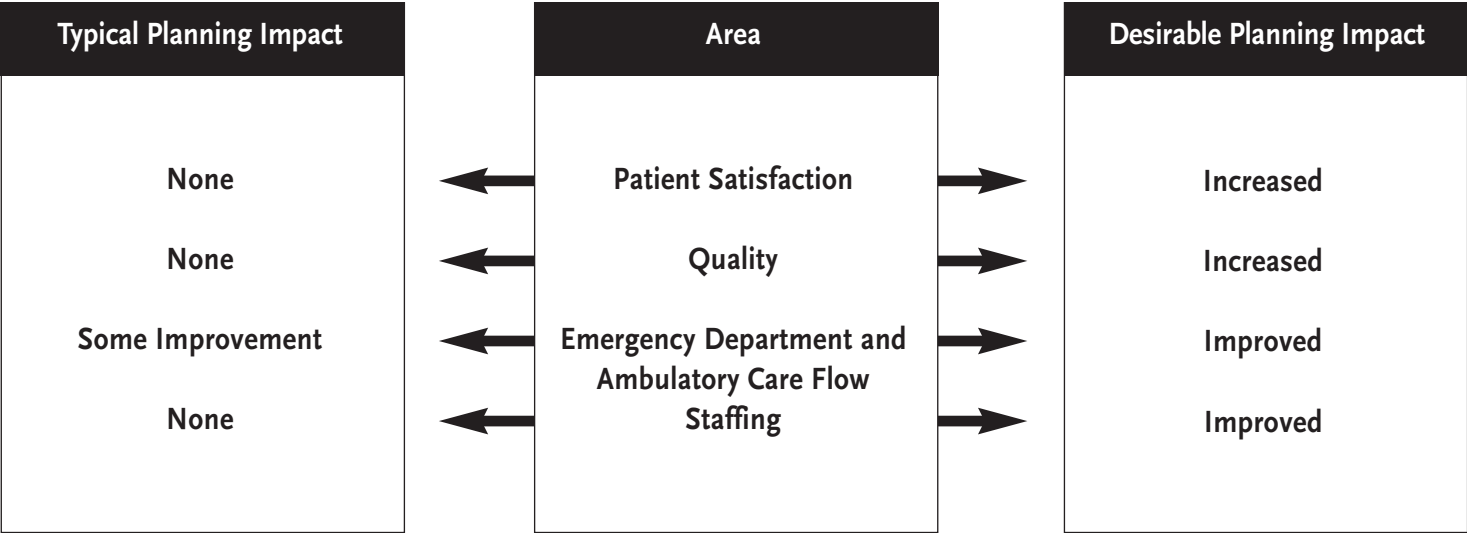 Typical Planning Impact
Area
Desirable Planning Impact
None
Patient Satisfaction
Increased
None
Quality
Increased
Some Improvement
Emergency Department and
Ambulatory Care Flow
Improved
None
Staffing
Improved